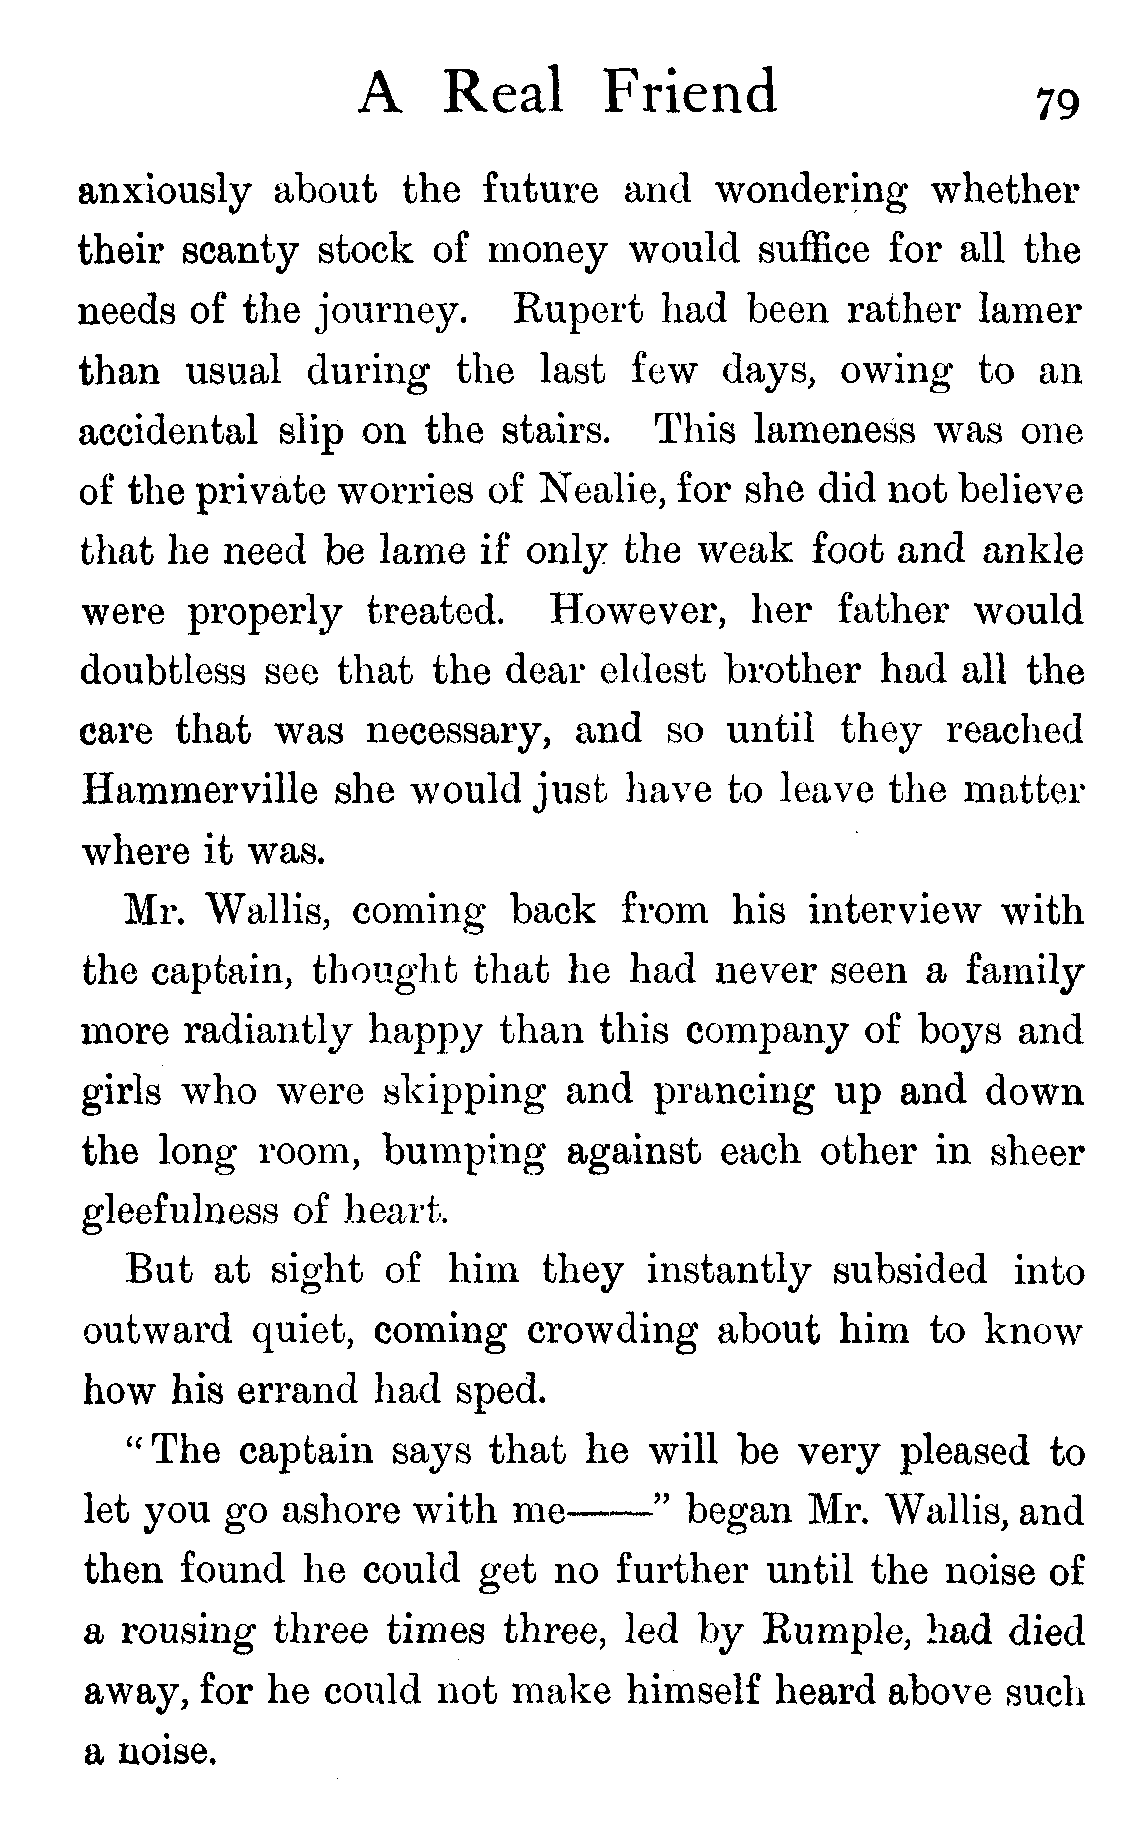 A Real Friend 79
anxiously about the future and wondering whether
their scanty stock of money would suffice for all the
needs of the journey. Rupert had been rather lamer
than usual during the last few days, owing to an
accidental slip on the stairs. This lameness was one
of the private worries of Nealie, for she did not believe
that he need be lame if only the weak foot and ankle
were properly treated. However, her father would
doubtless see that the dear eldest brother had all the
care that was necessary, and so until they reached
Hammerville she would just have to leave the matter
where it was.
Mr. Wallis, coming back from his interview with
the captain, thought that he had never seen a family
more radiantly happy than this company of boys and
girls who were skipping and prancing up and down
the long room, bumping against each other in sheer
gleefulness of heart.
But at sight of him they instantly subsided into
outward quiet, coming crowding about him to know
how his errand had sped.
“The captain says that he will be very pleased to
let you go ashore with me——” began Mr. Wallis, and
then found he could get no further until the noise of
a rousing three times three, led by Rumple, had died
away, for he could not make himself heard above such
a noise.